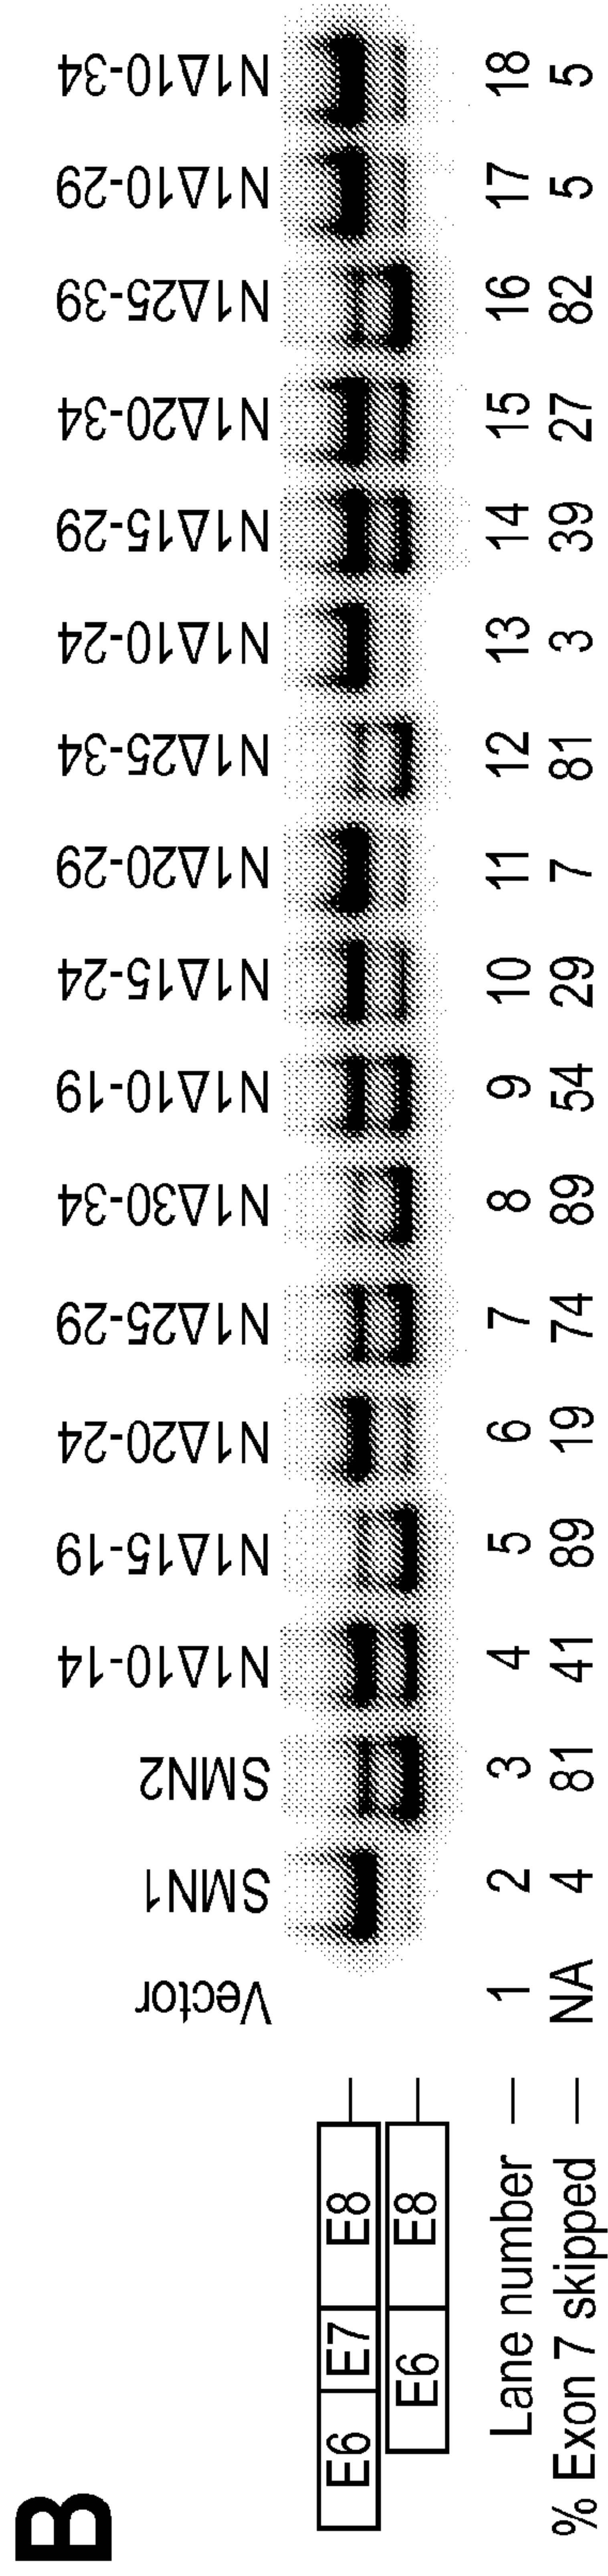 B
Vector SMN1 SMN2 N1Δ10-14 N1Δ15-19 N1Δ20-24 N1Δ25-29 N1Δ30-34 N1Δ10-19 N1Δ15-24 N1Δ20-29 N1Δ25-34 N1Δ10-24 N1Δ15-29 N1Δ20-34 N1Δ25-39 N1Δ10-29 N1Δ10-34
E6 E7 E8
E6 E8
Lane number — 1 2 3 4 5 6 7 8 9 10 11 12 13 14 15 16 17 18
% Exon 7 skipped — NA 4 81 41 89 19 74 89 54 29 7 81 3 39 27 82 5 5